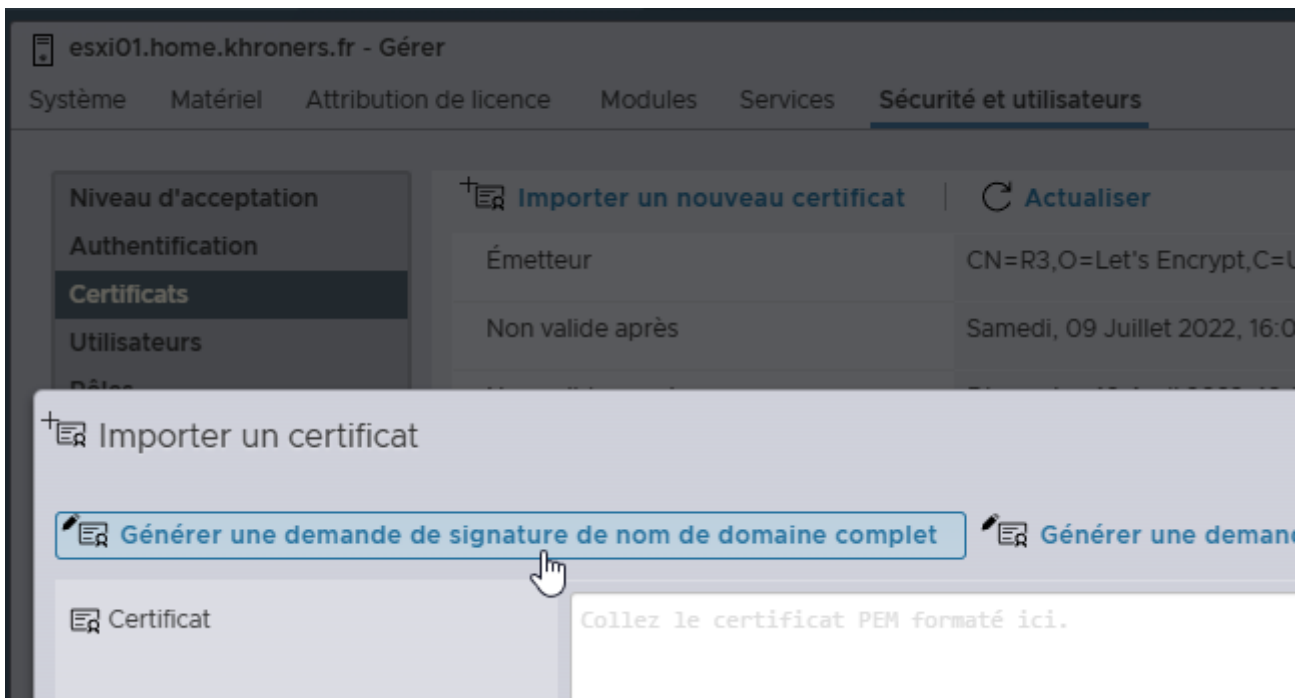 esxi01.home.khroners.fr - Gérer
Système Matériel Attribution de licence Modules Services Sécurité et utilisateurs
Niveau d'acceptation
Authentification
Certificats
Utilisateurs
Rôles
Importer un nouveau certificat Actualiser
Émetteur CN=R3,O=Let's Encrypt,C=U
Non valide après Samedi, 09 Juillet 2022, 16:0
Importer un certificat
Générer une demande de signature de nom de domaine complet Générer une demand
Certificat Collez le certificat PEM formaté ici.